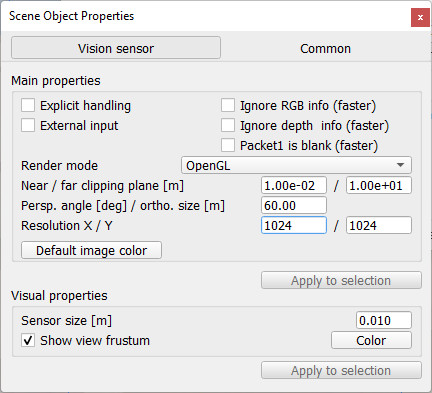 Scene Object Properties x
Vision sensor Common
Main properties
Explicit handling Ignore RGB info (faster)
External input Ignore depth info (faster)
Packet1 is blank (faster)
Render mode OpenGL
Near / far clipping plane [m] 1.00e-02 / 1.00e+01
Persp. angle [deg] / ortho. size [m] 60.00
Resolution X / Y 1024 / 1024
Default image color
Apply to selection
Visual properties
Sensor size [m] 0.010
Show view frustum Color
Apply to selection